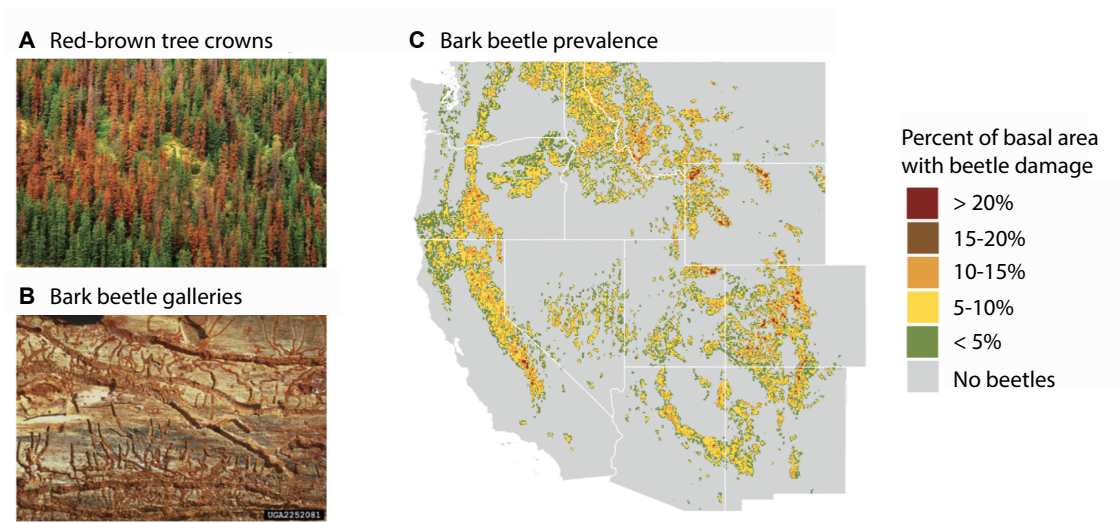 A Red-brown tree crowns
B Bark beetle galleries
UGA2252081
C Bark beetle prevalence
Percent of basal area
with beetle damage
> 20%
15-20%
10-15%
5-10%
< 5%
No beetles